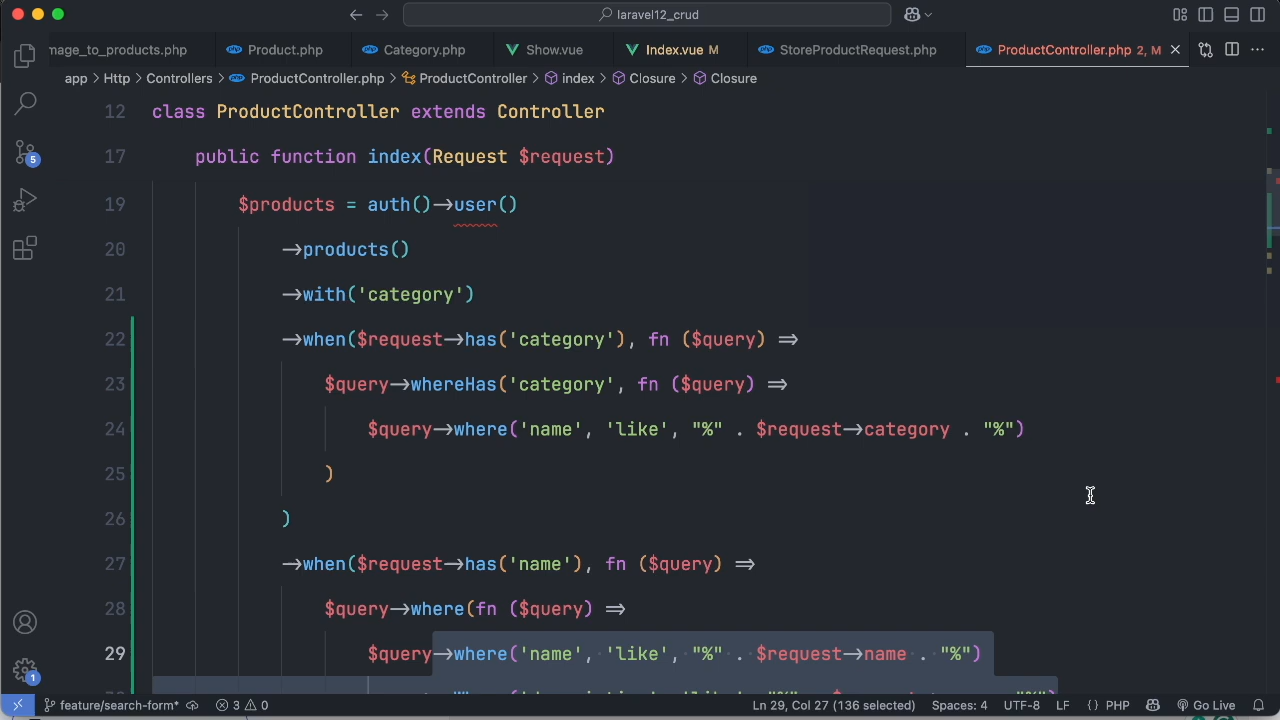 laravel12_crud
mage_to_products.php
Product.php
Category.php
Show.vue
Index.vue M
StoreProductRequest.php
ProductController.php 2, M
app > Http > Controllers > ProductController.php > ProductController > index > Closure > Closure
12 class ProductController extends Controller
17 public function index(Request $request)
19 $products = auth()->user()
20 ->products()
21 ->with('category')
22 ->when($request->has('category'), fn ($query) =>
23 $query->whereHas('category', fn ($query) =>
24 $query->where('name', 'like', "%" . $request->category . "%")
25 )
26 )
27 ->when($request->has('name'), fn ($query) =>
28 $query->where(fn ($query) =>
29 $query->where('name', 'like', "%" . $request->name . "%")
5
1
feature/search-form* 3 0 Ln 29, Col 27 (136 selected) Spaces: 4 UTF-8 LF { } PHP Go Live